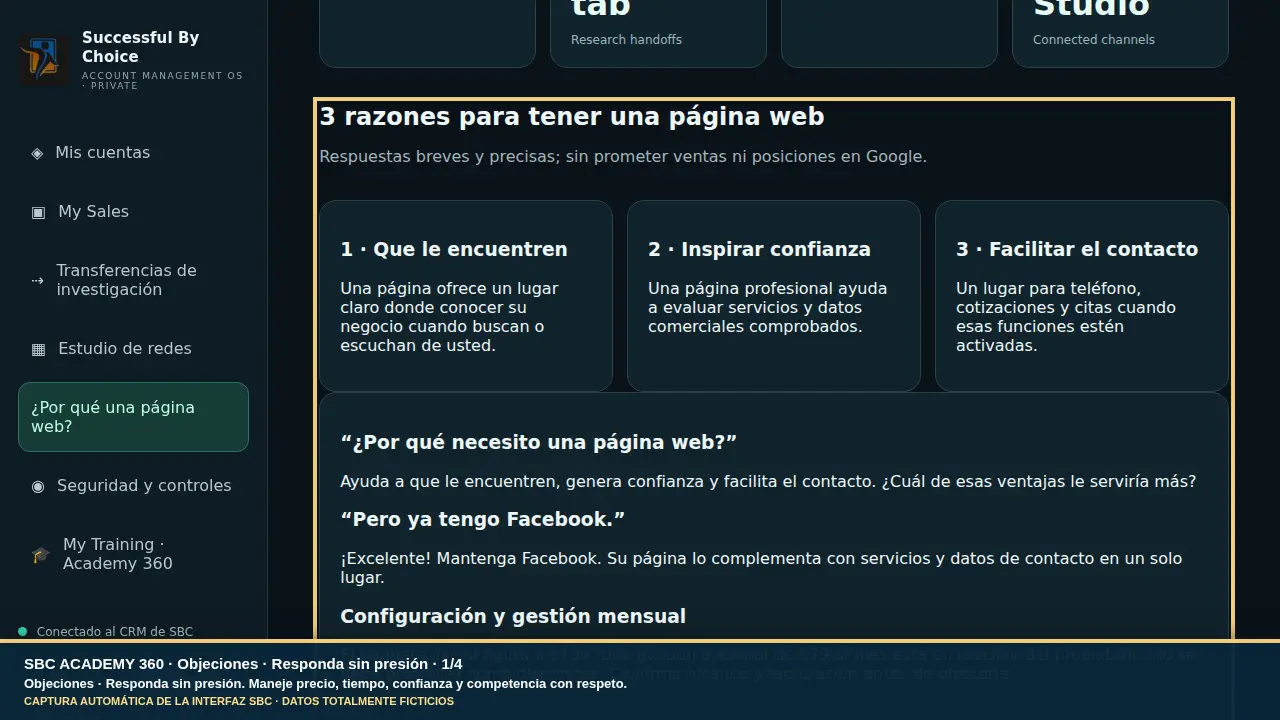 Successful By
Choice
ACCOUNT MANAGEMENT OS
· PRIVATE
Mis cuentas
My Sales
Transferencias de
investigación
Estudio de redes
¿Por qué una página
web?
Seguridad y controles
My Training ·
Academy 360
Conectado al CRM de SBC
tab
Research handoffs
Studio
Connected channels
3 razones para tener una página web
Respuestas breves y precisas; sin prometer ventas ni posiciones en Google.
1 · Que le encuentren
Una página ofrece un lugar
claro donde conocer su
negocio cuando buscan o
escuchan de usted.
2 · Inspirar confianza
Una página profesional ayuda
a evaluar servicios y datos
comerciales comprobados.
3 · Facilitar el contacto
Un lugar para teléfono,
cotizaciones y citas cuando
esas funciones estén
activadas.
“¿Por qué necesito una página web?”
Ayuda a que le encuentren, genera confianza y facilita el contacto. ¿Cuál de esas ventajas le serviría más?
“Pero ya tengo Facebook.”
¡Excelente! Mantenga Facebook. Su página lo complementa con servicios y datos de contacto en un solo
lugar.
Configuración y gestión mensual
SBC ACADEMY 360 · Objeciones · Responda sin presión · 1/4
Objeciones · Responda sin presión. Maneje precio, tiempo, confianza y competencia con respeto.
CAPTURA AUTOMÁTICA DE LA INTERFAZ SBC · DATOS TOTALMENTE FICTICIOS